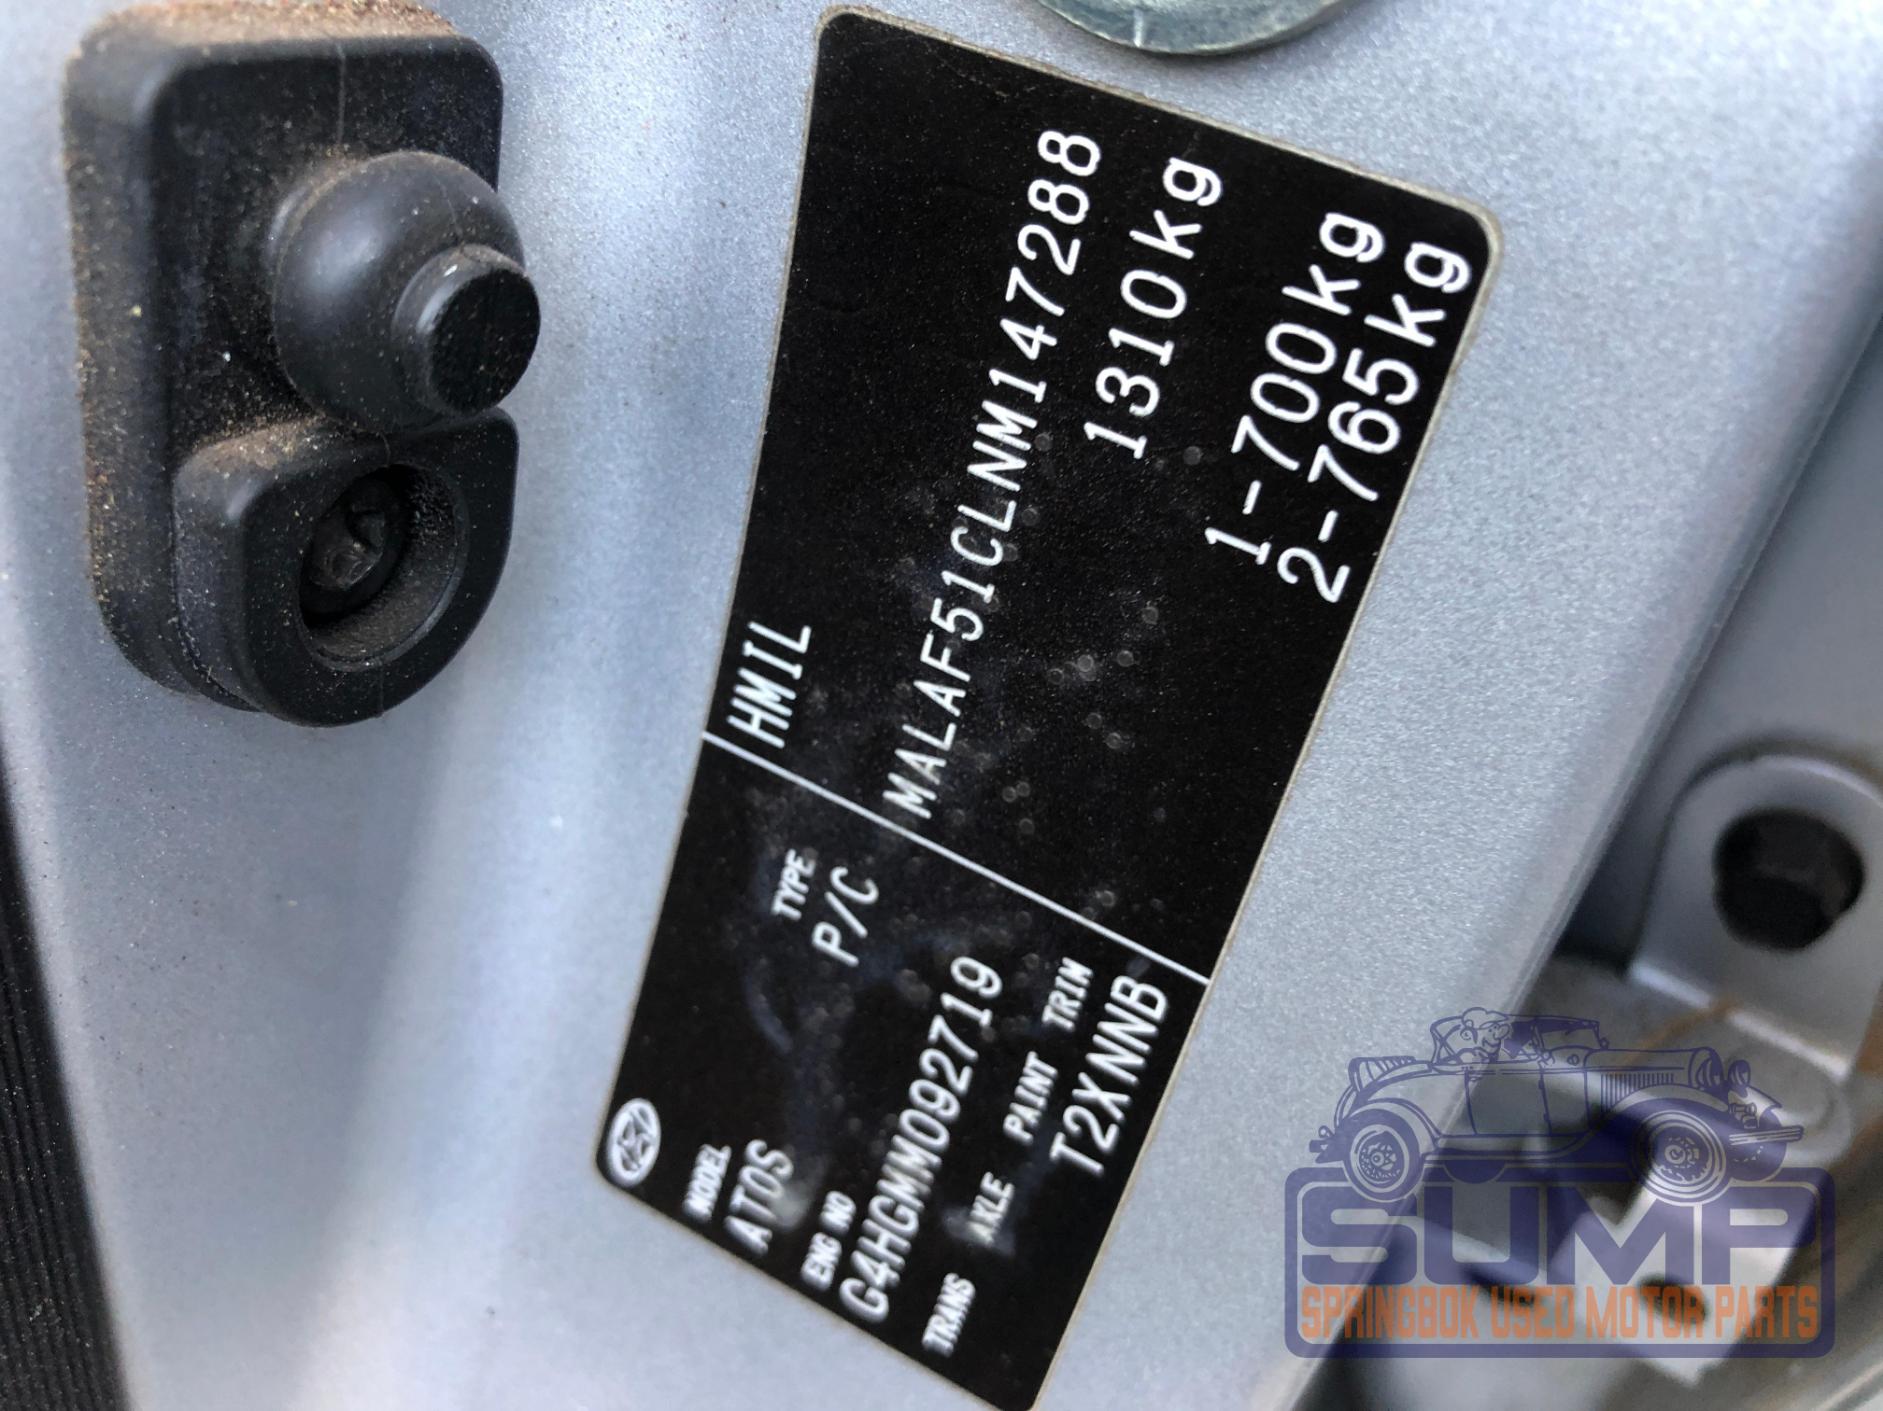 HMIL
MALAF51CLNM147288
1310kg
1-700kg
2-765kg
MODEL TYPE
ATOS P/C
ENG NO
G4HGMM092719
TRANS AXLE PAINT TRIM
T2XNNB
SUMP
SPRINGBOK USED MOTOR PARTS